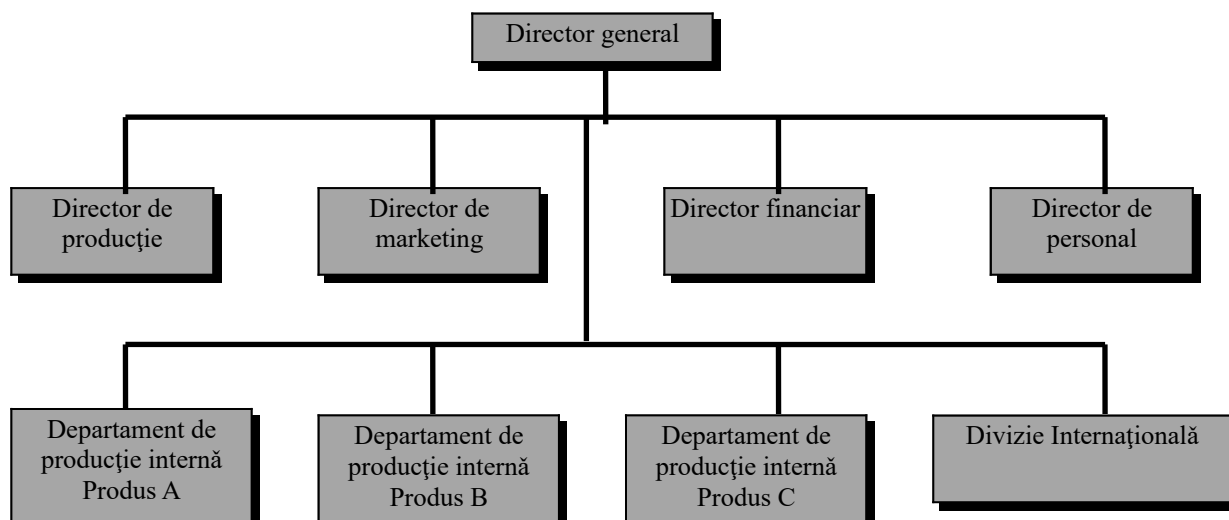 Director general
Director de
producţie
Director de
marketing
Director financiar
Director de
personal
Departament de
producţie internă
Produs A
Departament de
producţie internă
Produs B
Departament de
producţie internă
Produs C
Divizie Internaţională